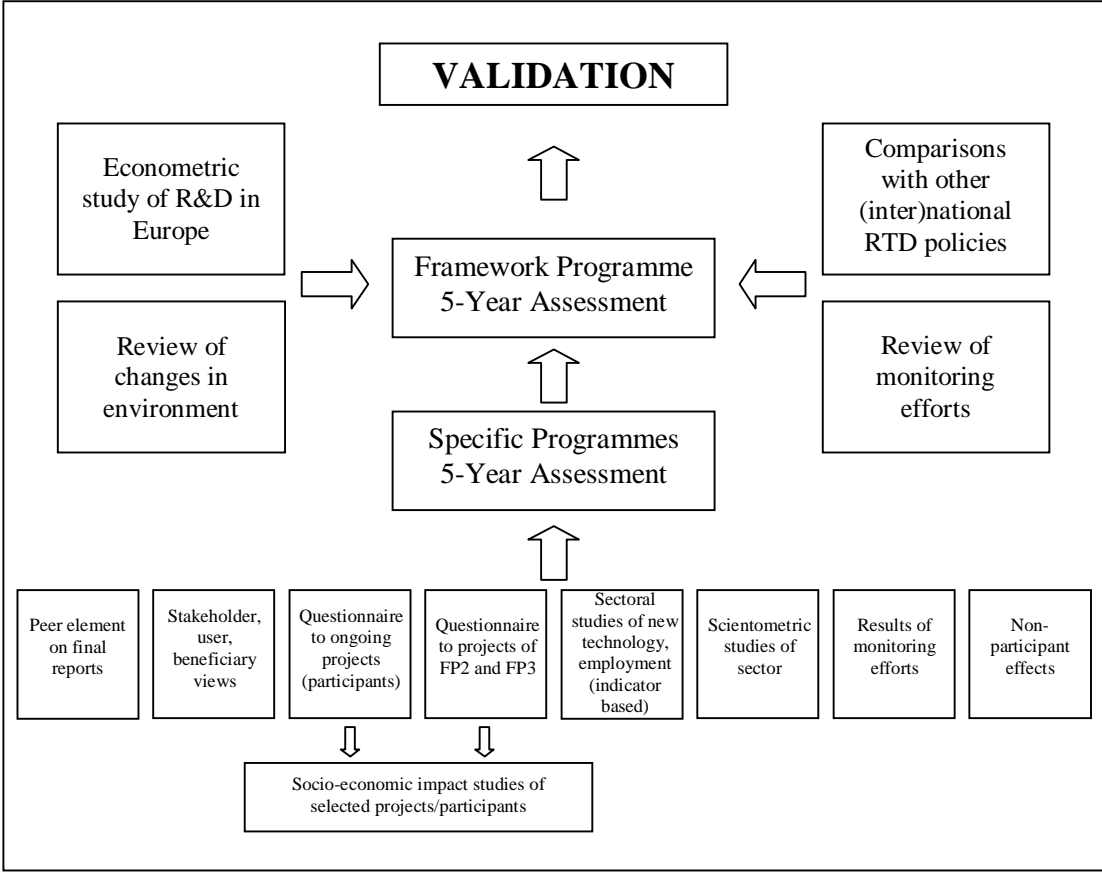 VALIDATION
Econometric
study of R&D in
Europe
Comparisons
with other
(inter)national
RTD policies
Framework Programme
5-Year Assessment
Review of
changes in
environment
Review of
monitoring
efforts
Specific Programmes
5-Year Assessment
Peer element
on final
reports
Stakeholder,
user,
beneficiary
views
Questionnaire
to ongoing
projects
(participants)
Questionnaire
to projects of
FP2 and FP3
Sectoral
studies of new
technology,
employment
(indicator
based)
Scientometric
studies of
sector
Results of
monitoring
efforts
Non-
participant
effects
Socio-economic impact studies of
selected projects/participants